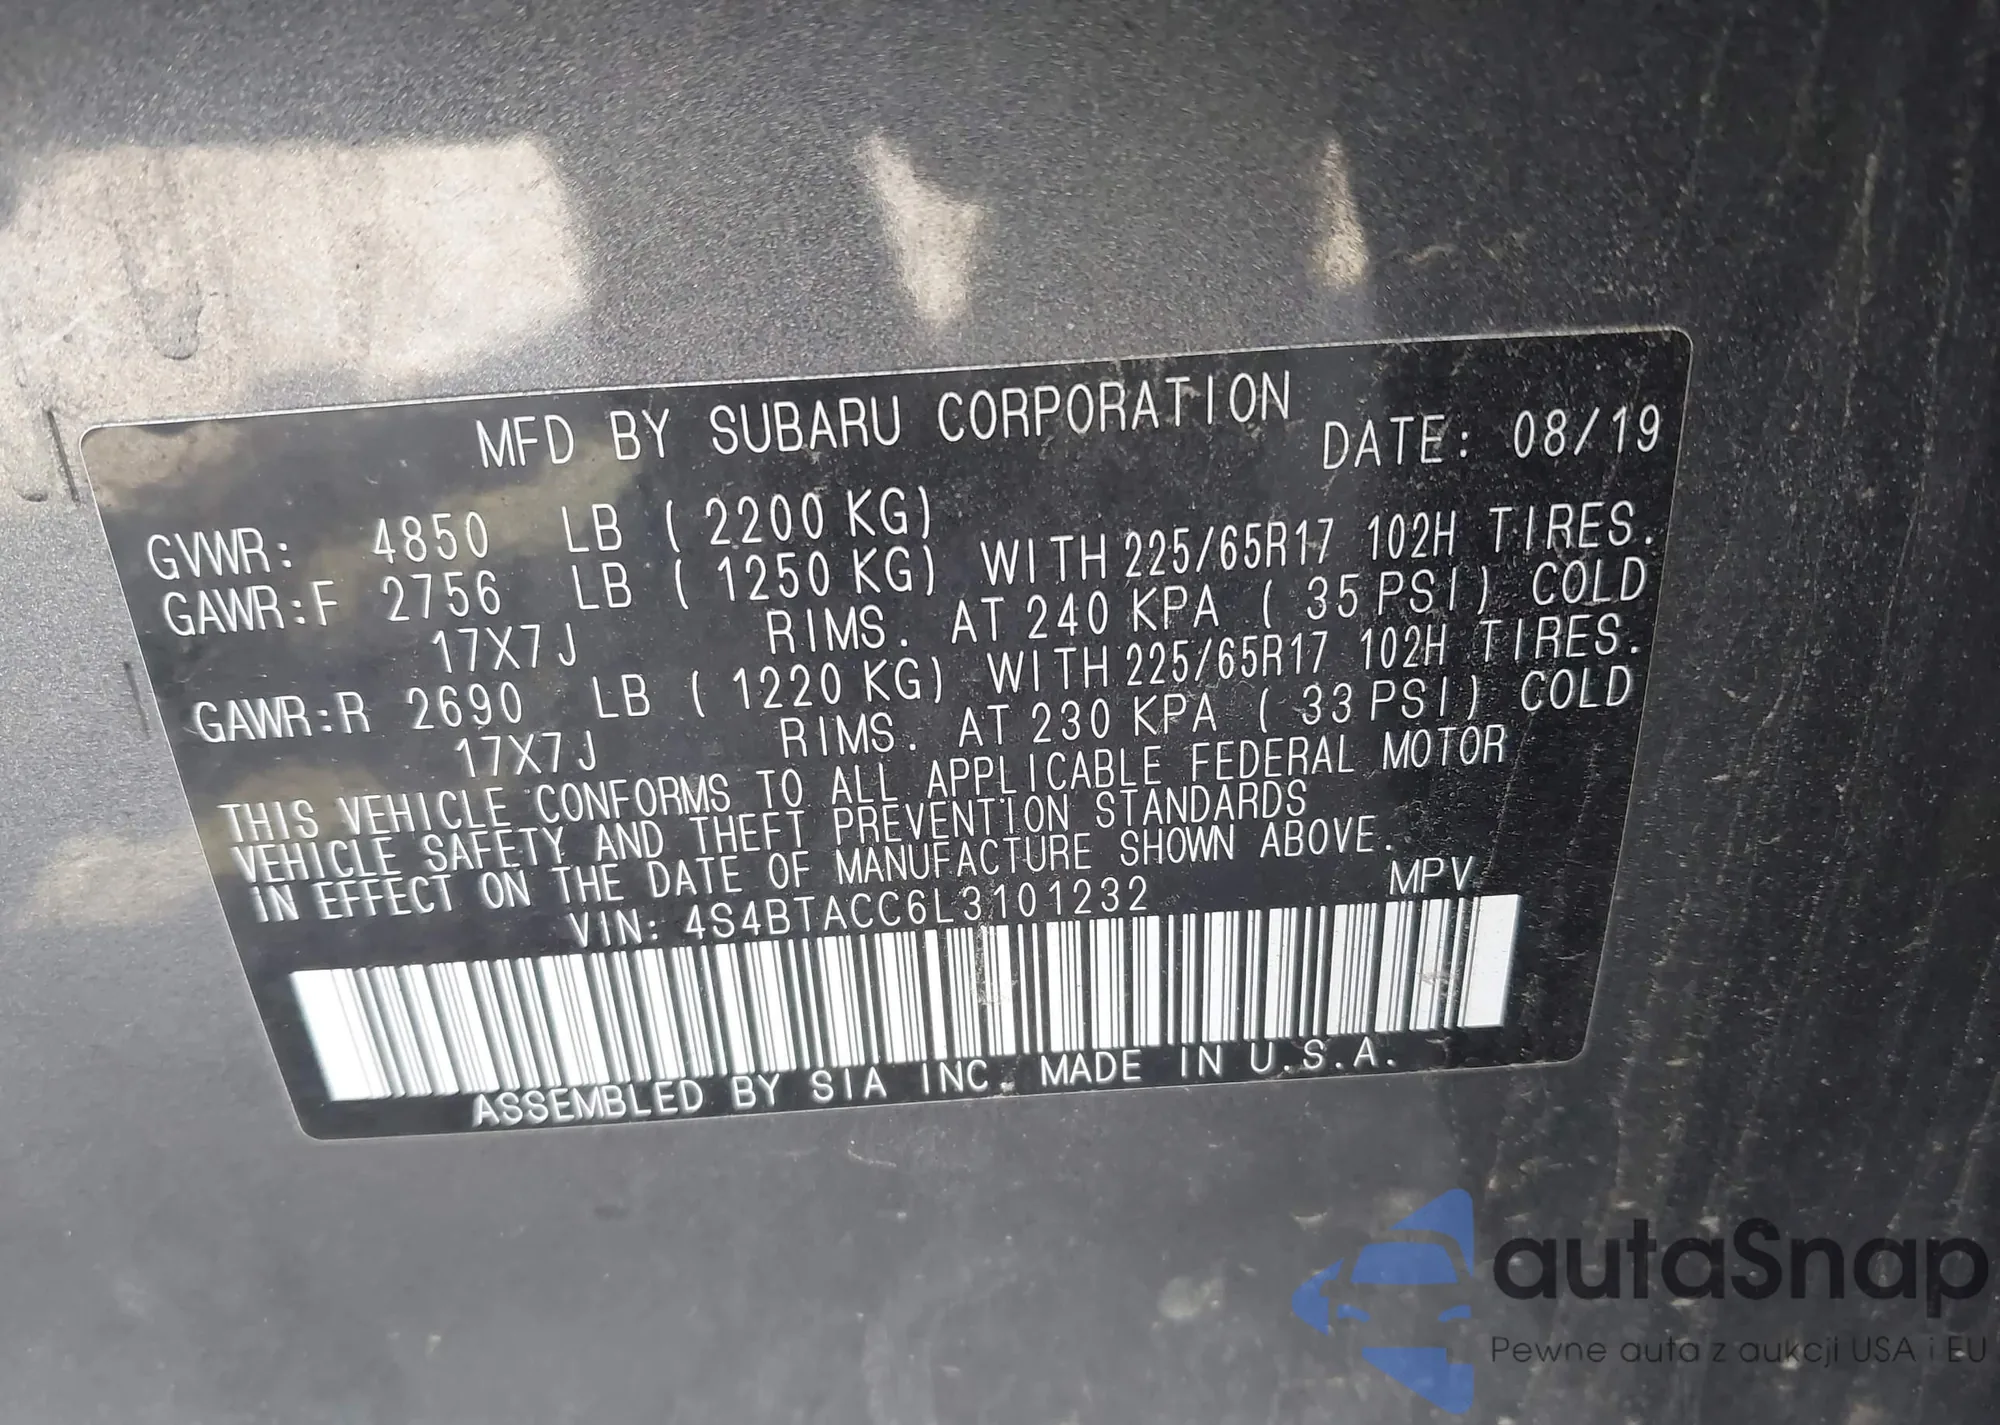 MFD BY SUBARU CORPORATION DATE: 08/19
GVWR: 4850 LB ( 2200 KG)
GAWR:F 2756 LB ( 1250 KG) WITH 225/65R17 102H TIRES.
17X7J RIMS. AT 240 KPA ( 35 PSI) COLD
GAWR:R 2690 LB ( 1220 KG) WITH 225/65R17 102H TIRES.
17X7J RIMS. AT 230 KPA ( 33 PSI) COLD
THIS VEHICLE CONFORMS TO ALL APPLICABLE FEDERAL MOTOR
VEHICLE SAFETY AND THEFT PREVENTION STANDARDS
IN EFFECT ON THE DATE OF MANUFACTURE SHOWN ABOVE.
VIN: 4S4BTACC6L3101232 MPV
ASSEMBLED BY SIA INC. MADE IN U.S.A.
autaSnap
Pewne auta z aukcji USA i EU